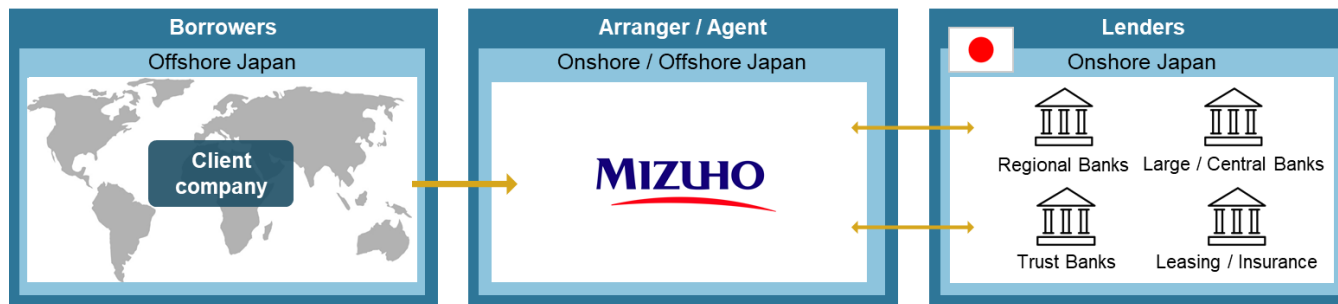 Borrowers
Offshore Japan
Client
company
Arranger / Agent
Onshore / Offshore Japan
MIZUHO
Lenders
Onshore Japan
Regional Banks
Large / Central Banks
Trust Banks
Leasing / Insurance